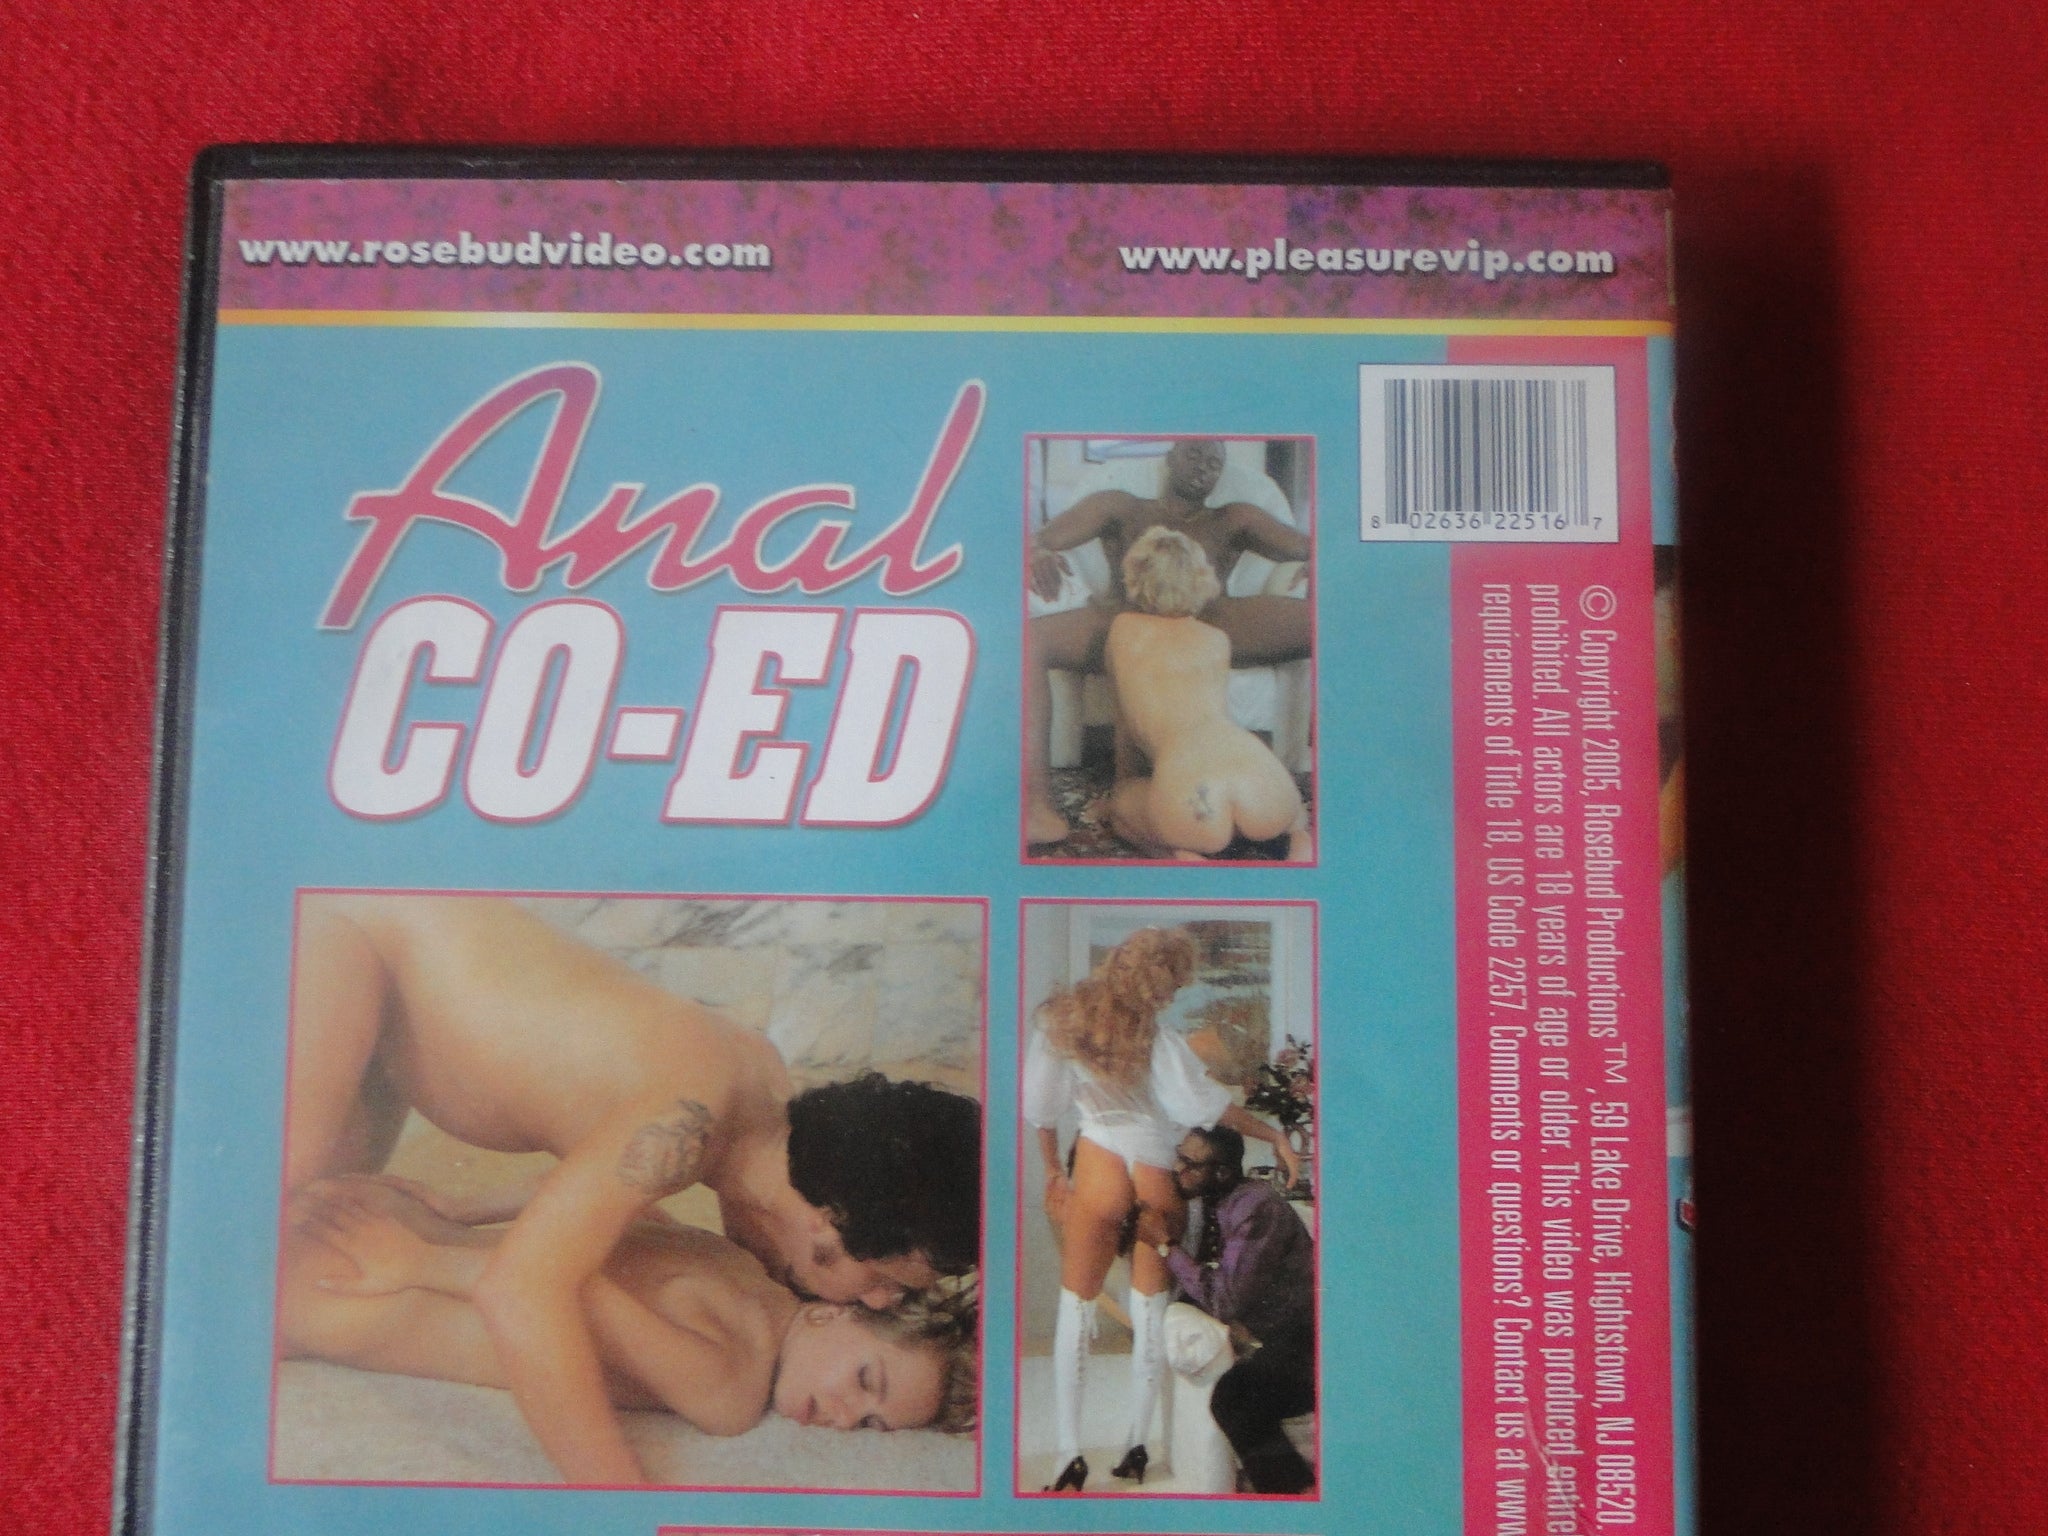 www.rosebudvideo.com
www.pleasurevip.com
Anal
CO-ED
8 02636 22516 7
© Copyright 2005, Rosebud Productions™, 59 Lake Drive, Hightstown, NJ 08520.
prohibited. All actors are 18 years of age or older. This video was produced entire
requirements of Title 18, US Code 2257. Comments or questions? Contact us at www